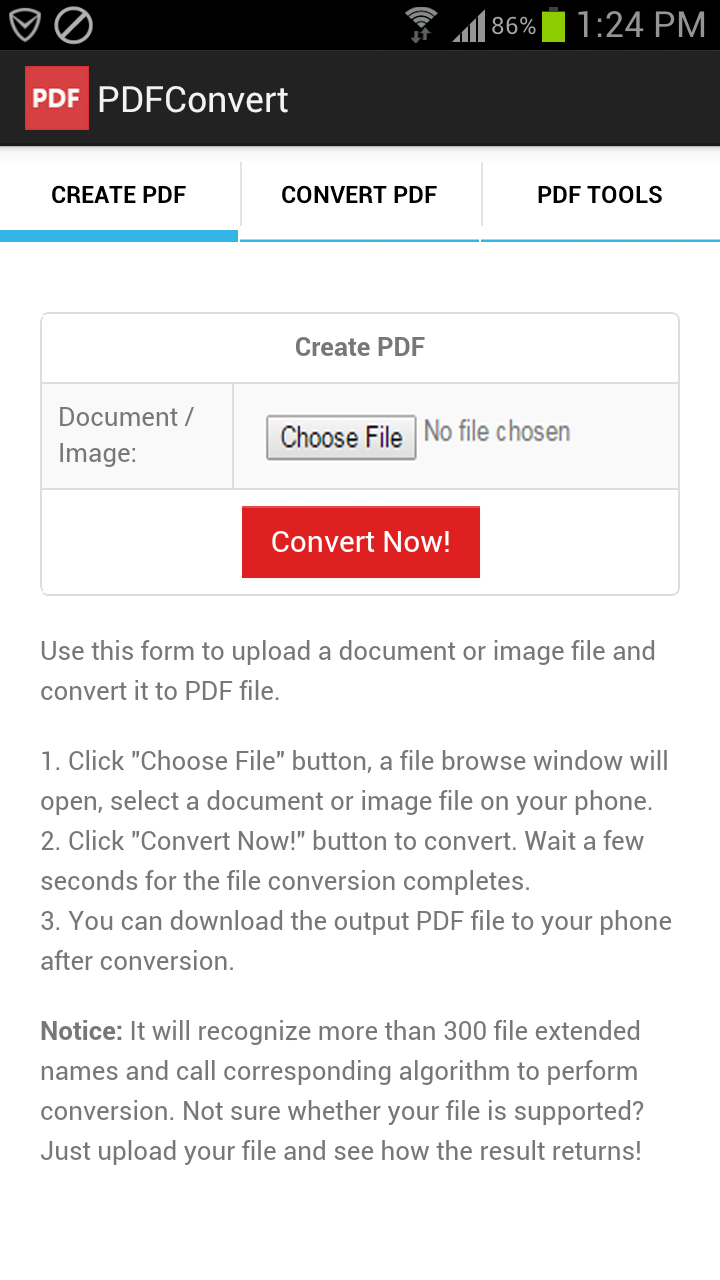 86% 1:24 PM
PDF PDFConvert
CREATE PDF CONVERT PDF PDF TOOLS
Create PDF
Document /
Image:
Choose File No file chosen
Convert Now!
Use this form to upload a document or image file and
convert it to PDF file.
1. Click "Choose File" button, a file browse window will
open, select a document or image file on your phone.
2. Click "Convert Now!" button to convert. Wait a few
seconds for the file conversion completes.
3. You can download the output PDF file to your phone
after conversion.
Notice: It will recognize more than 300 file extended
names and call corresponding algorithm to perform
conversion. Not sure whether your file is supported?
Just upload your file and see how the result returns!